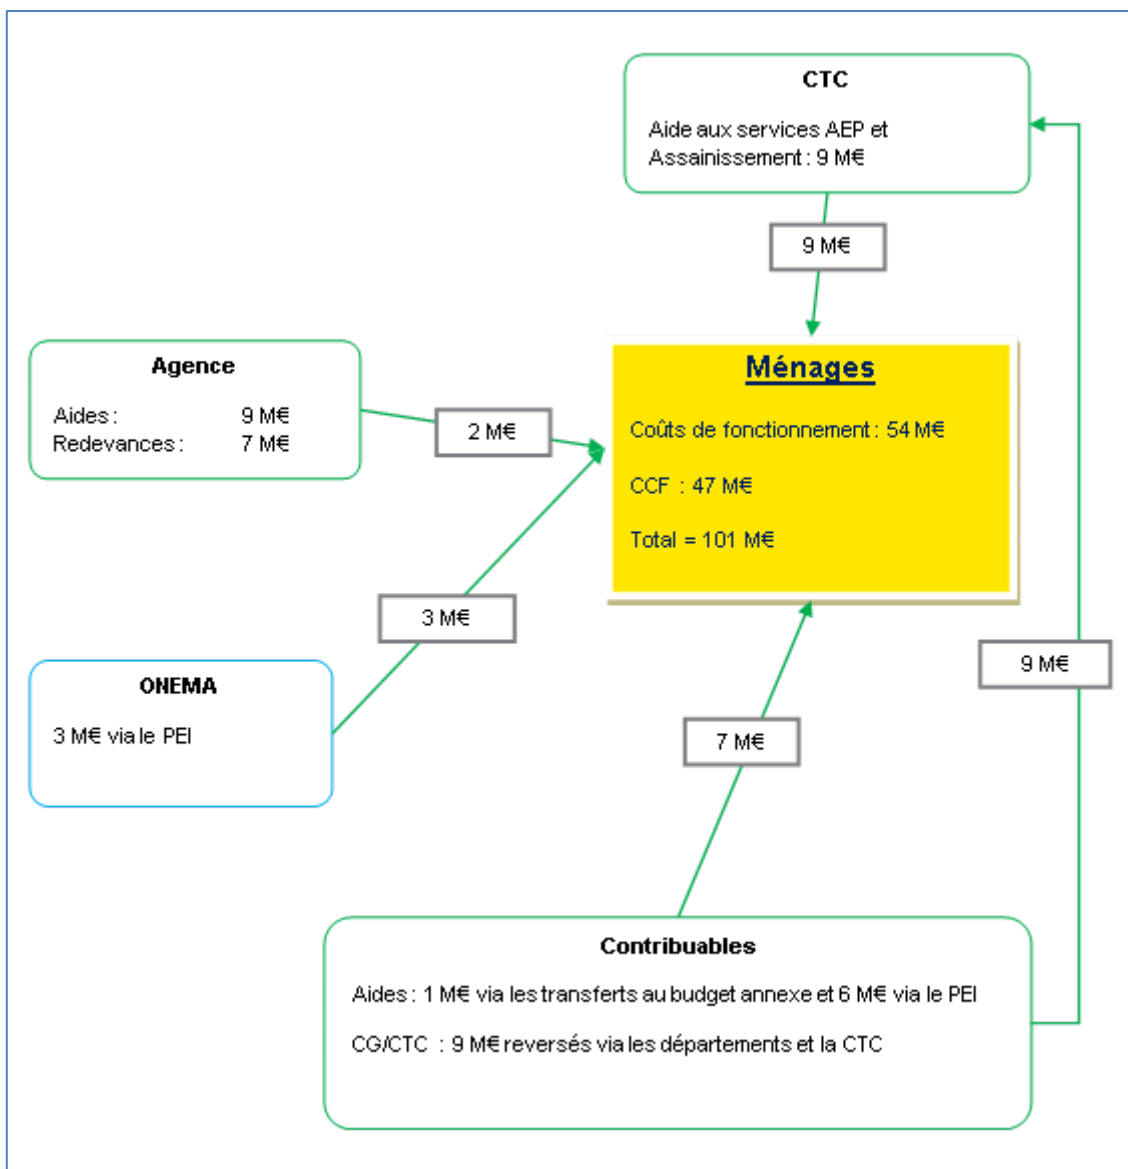 CTC
Aide aux services AEP et
Assainissement : 9 M€
9 M€
Agence
Aides : 9 M€
Redevances : 7 M€
2 M€
Ménages
Coûts de fonctionnement : 54 M€
CCF : 47 M€
Total = 101 M€
3 M€
ONEMA
3 M€ via le PEI
9 M€
7 M€
Contribuables
Aides : 1 M€ via les transferts au budget annexe et 6 M€ via le PEI
CG/CTC : 9 M€ reversés via les départements et la CTC